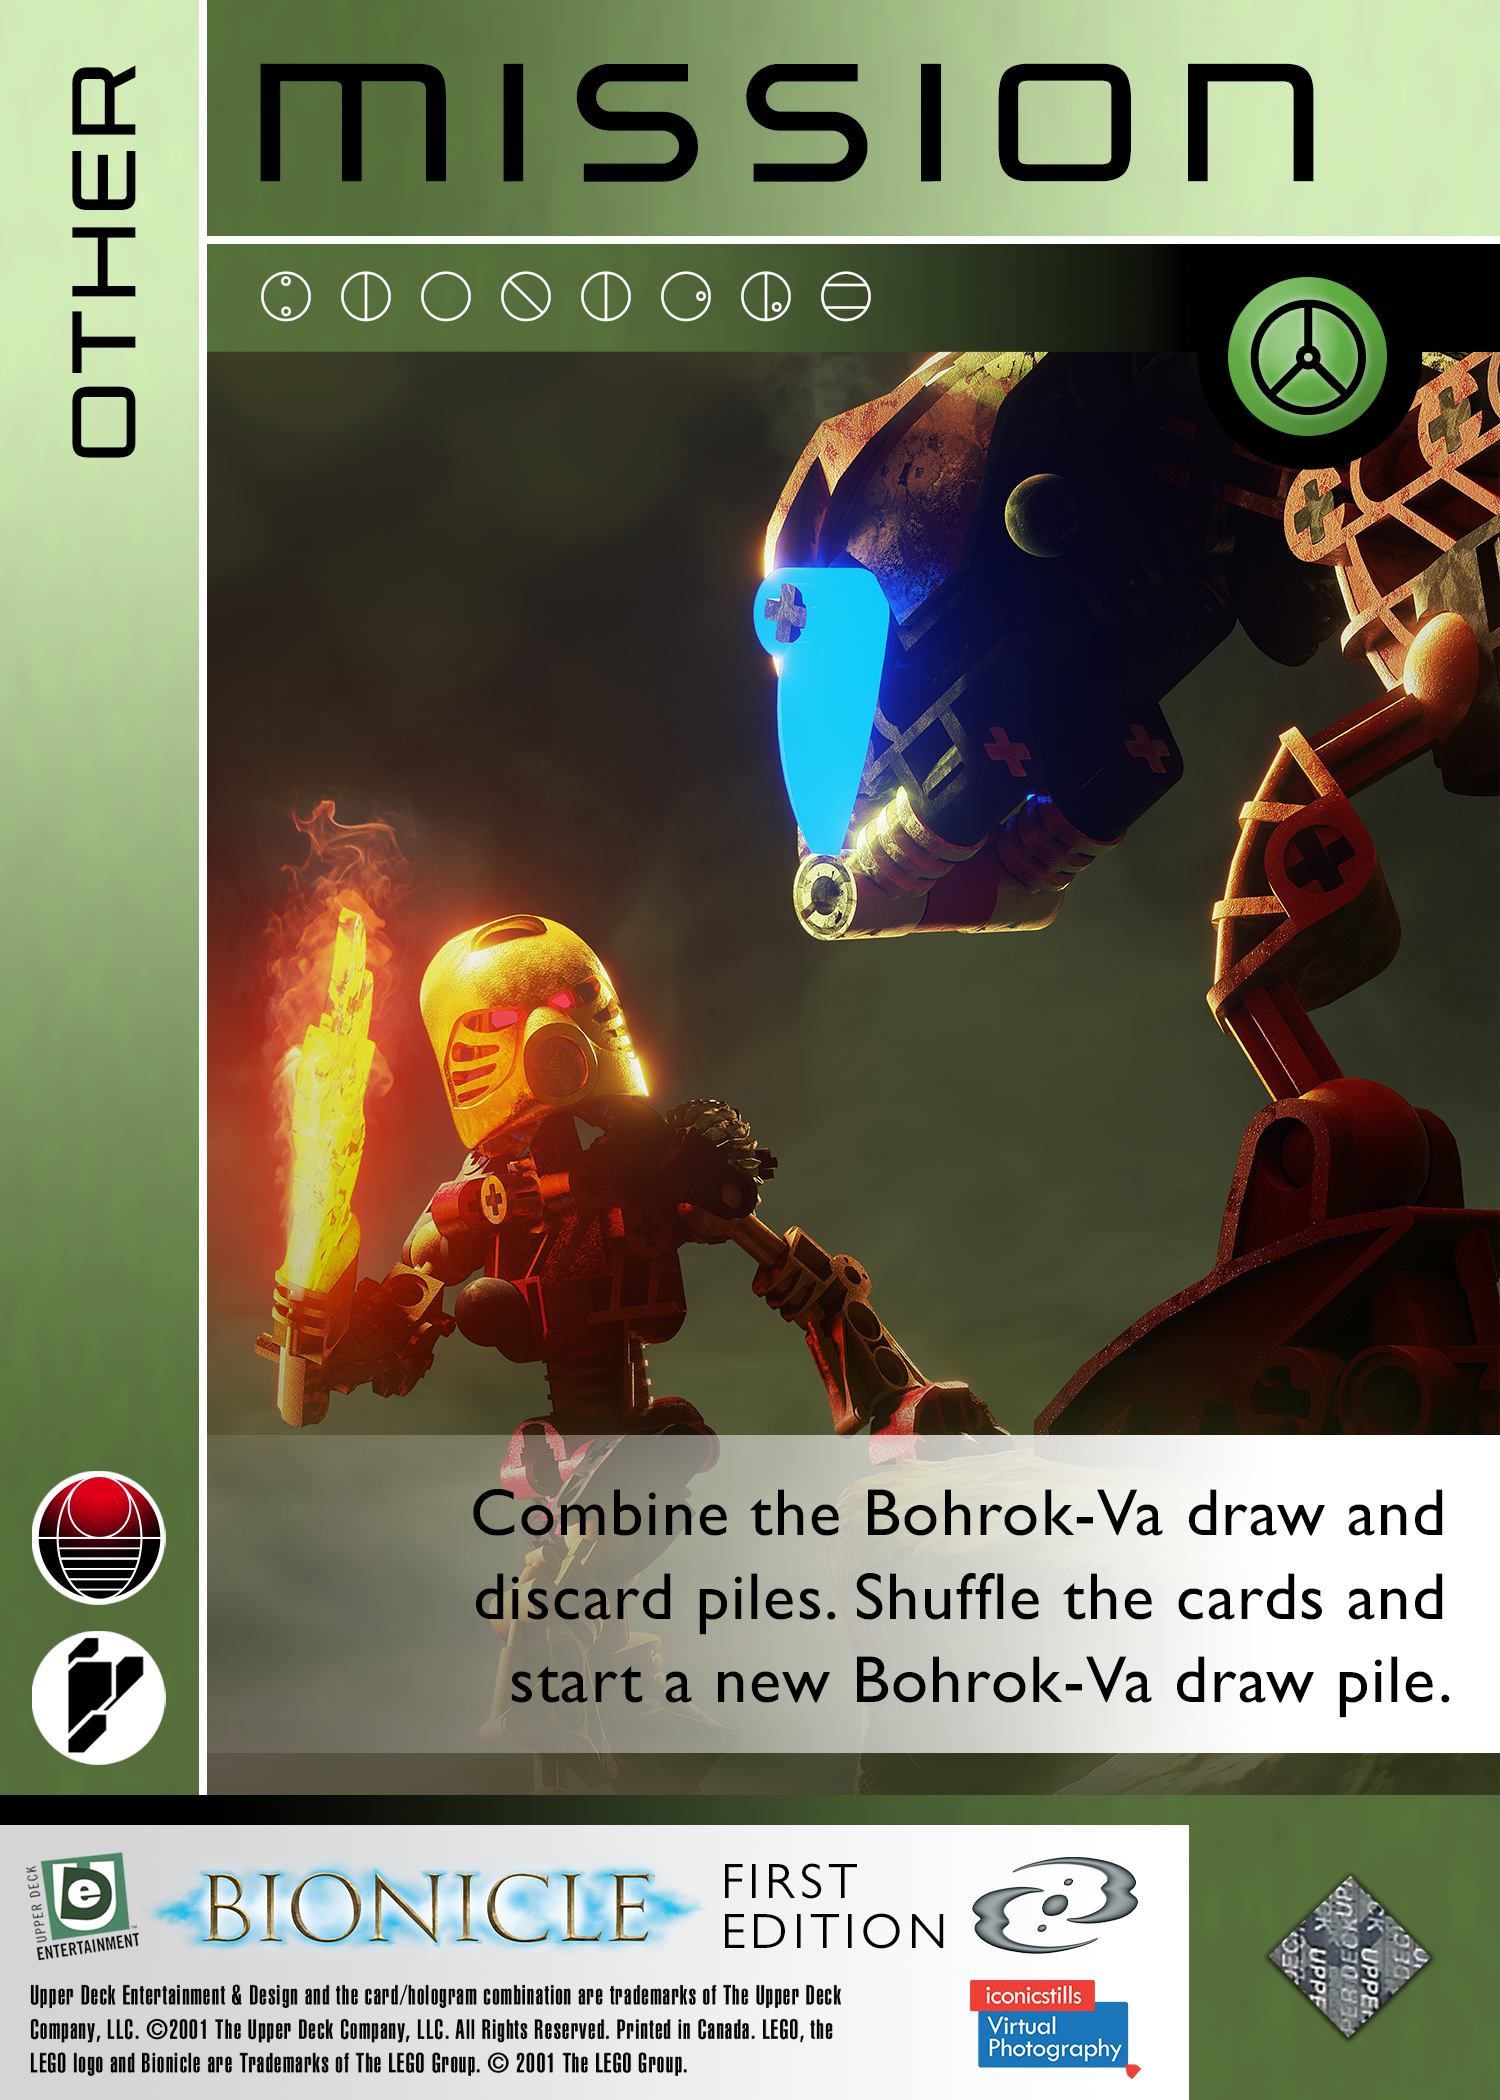 OTHER
MISSION
Combine the Bohrok-Va draw and
discard piles. Shuffle the cards and
start a new Bohrok-Va draw pile.
e
UPPER DECK
ENTERTAINMENT
BIONICLE
FIRST
EDITION
Upper Deck Entertainment & Design and the card/hologram combination are trademarks of The Upper Deck
Company, LLC. ©2001 The Upper Deck Company, LLC. All Rights Reserved. Printed in Canada. LEGO, the
LEGO logo and Bionicle are Trademarks of The LEGO Group. © 2001 The LEGO Group.
iconicstills
Virtual
Photography